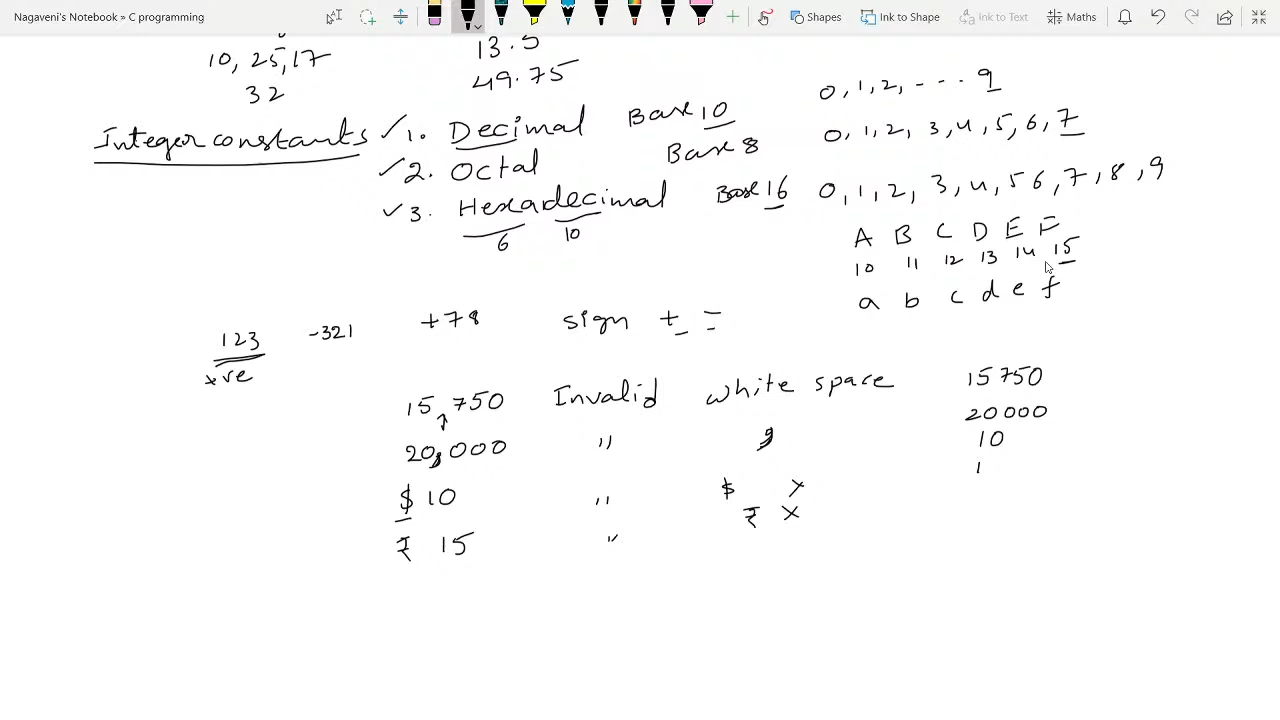 Nagaveni's Notebook » C programming
Shapes Ink to Shape Ink to Text Maths
10, 25, 17 13.5
32 49.75
0, 1, 2, --- 9
Integer constants ✓ 1. Decimal Base 10 0, 1, 2, 3, 4, 5, 6, 7
✓ 2. Octal Base 8
✓ 3. Hexadecimal Base 16 0, 1, 2, 3, 4, 5 6, 7, 8, 9
6 10
A B C D E F
10 11 12 13 14 15
a b c d e f
123 -321 +78 sign + -
+ve
15,750 Invalid white space 15750
20,000 " , 20000
10
$ 10 " $ x 1
₹ x
₹ 15 "